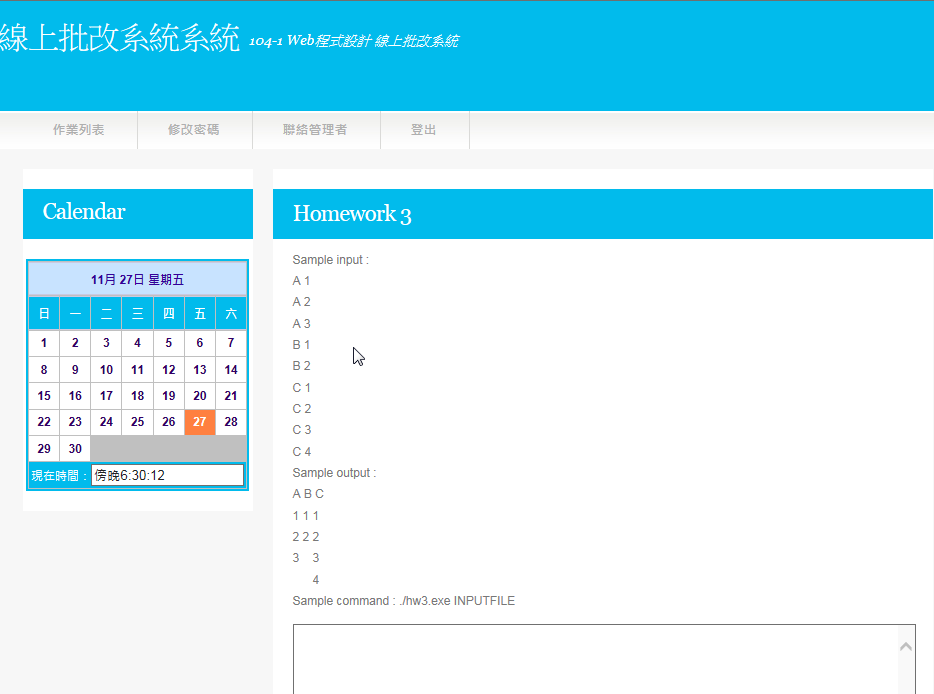 線上批改系統系統 104-1 Web程式設計 線上批改系統
作業列表 修改密碼 聯絡管理者 登出
Calendar
11月 27日 星期五
日 一 二 三 四 五 六
1 2 3 4 5 6 7
8 9 10 11 12 13 14
15 16 17 18 19 20 21
22 23 24 25 26 27 28
29 30
現在時間 : 傍晚6:30:12
Homework 3
Sample input :
A 1
A 2
A 3
B 1
B 2
C 1
C 2
C 3
C 4
Sample output :
A B C
1 1 1
2 2 2
3 3
4
Sample command : ./hw3.exe INPUTFILE